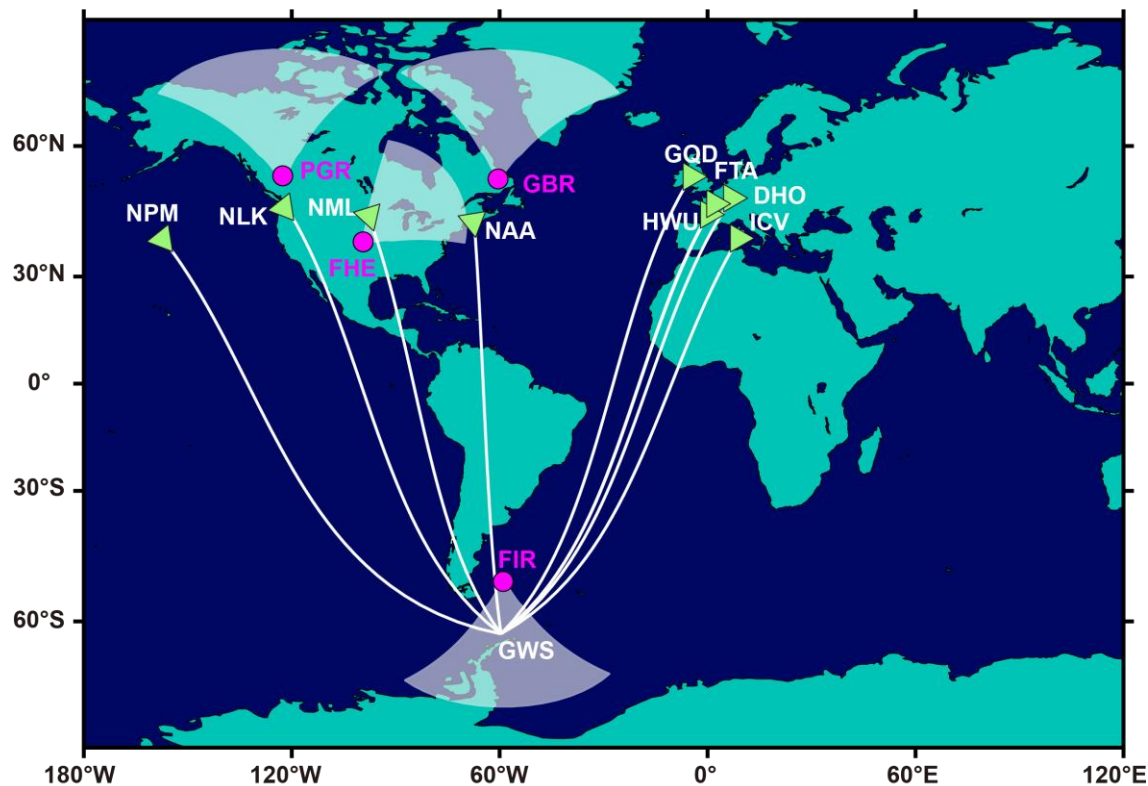 60°N
30°N
0°
30°S
60°S
180°W
120°W
60°W
0°
60°E
120°E
PGR
GBR
GQD
FTA
DHO
NPM
NLK
NML
NAA
HWU
ICV
FHE
FIR
GWS